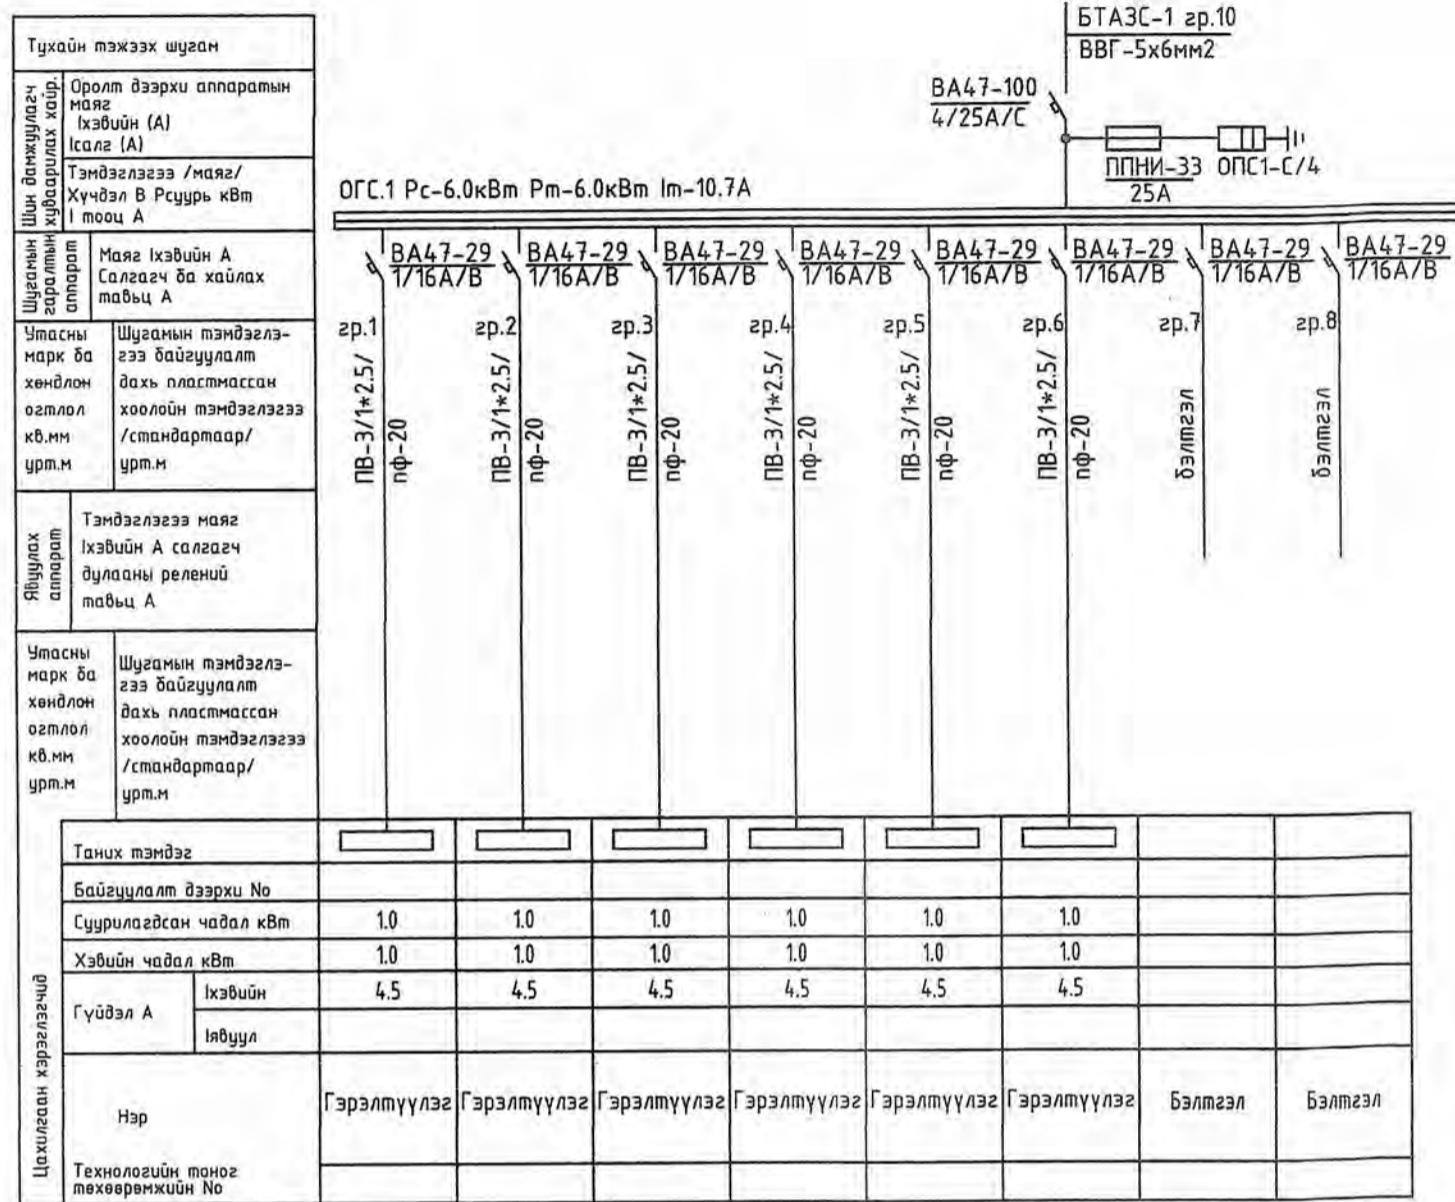 Тухайн тэжээх шугам
Шин дамжуулагч
хуваарилах хайр.
Оролт дээрхи аппаратын
маяг
Iхэвийн (А)
Iсалг (А)
Тэмдэглэгээ /маяг/
Хүчдэл В Рсуурь кВт
I тооц А
Шугамын
гаралтын
аппарат
Маяг Iхэвийн А
Салгагч ба хайлах
тавьц А
Утасны
марк ба
хөндлөн
огтлол
кв.мм
урт.м
Шугамын тэмдэглэ-
гээ байгуулалт
дахь пластмассан
хоолойн тэмдэглэгээ
/стандартаар/
урт.м
Явуулах
аппарат
Тэмдэглэгээ маяг
Iхэвийн А салгагч
дулааны релений
тавьц А
Утасны
марк ба
хөндлөн
огтлол
кв.мм
урт.м
Шугамын тэмдэглэ-
гээ байгуулалт
дахь пластмассан
хоолойн тэмдэглэгээ
/стандартаар/
урт.м
БТАЗС-1 гр.10
ВВГ-5х6мм2
ВА47-100
4/25А/С
ППНИ-33 ОПС1-С/4
25А
ОГС.1 Рс-6.0кВт Рт-6.0кВт Iт-10.7А
ВА47-29 ВА47-29 ВА47-29 ВА47-29 ВА47-29 ВА47-29 ВА47-29 ВА47-29
1/16А/В 1/16А/В 1/16А/В 1/16А/В 1/16А/В 1/16А/В 1/16А/В 1/16А/В
гр.1 гр.2 гр.3 гр.4 гр.5 гр.6 гр.7 гр.8
ПВ-3/1*2.5/ ПВ-3/1*2.5/ ПВ-3/1*2.5/ ПВ-3/1*2.5/ ПВ-3/1*2.5/ ПВ-3/1*2.5/ бэлтгэл бэлтгэл
пф-20 пф-20 пф-20 пф-20 пф-20 пф-20
Цахилгаан хэрэглэгчид
Таних тэмдэг
Байгуулалт дээрхи No
Суурилагдсан чадал кВт 1.0 1.0 1.0 1.0 1.0 1.0
Хэвийн чадал кВт 1.0 1.0 1.0 1.0 1.0 1.0
Гүйдэл А
Iхэвийн 4.5 4.5 4.5 4.5 4.5 4.5
Iявуул
Нэр Гэрэлтүүлэг Гэрэлтүүлэг Гэрэлтүүлэг Гэрэлтүүлэг Гэрэлтүүлэг Гэрэлтүүлэг Бэлтгэл Бэлтгэл
Технологийн тоног
төхөөрөмжийн No